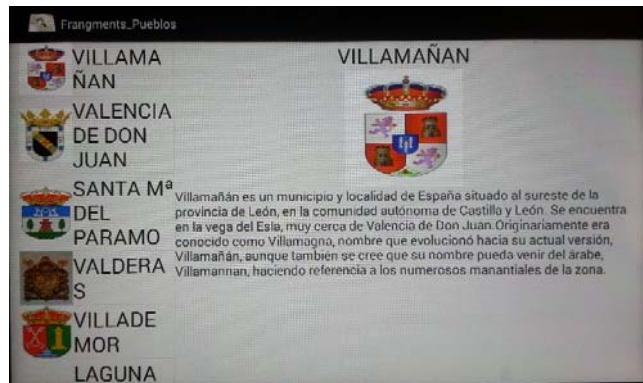 Frangments_Pueblos
VILLAMA
ÑAN
VALENCIA
DE DON
JUAN
SANTA Mª
DEL
PARAMO
VALDERA
S
VILLADE
MOR
LAGUNA
VILLAMAÑAN
Villamañán es un municipio y localidad de España situado al sureste de la
provincia de León, en la comunidad autónoma de Castilla y León. Se encuentra
en la vega del Esla, muy cerca de Valencia de Don Juan.Originariamente era
conocido como Villamagna, nombre que evolucionó hacia su actual versión,
Villamañán, aunque también se cree que su nombre pueda venir del árabe,
Villamannan, haciendo referencia a los numerosos manantiales de la zona.